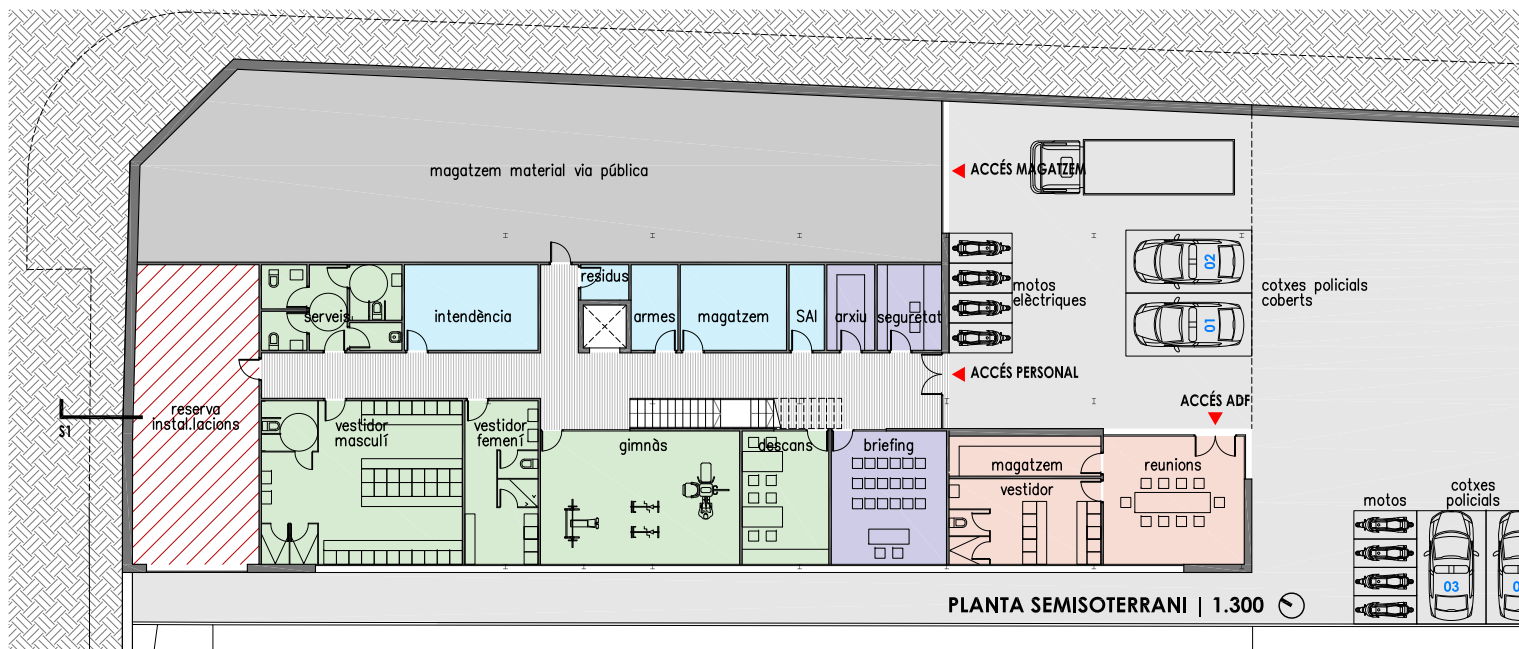 magatzem material via pública
ACCÉS MAGATZEM
02
01
cotxes policials
coberts
motos
elèctriques
serveis
intendència
residus
armes
magatzem
SAI
arxiu
seguretat
ACCÉS PERSONAL
ACCÉS ADF
S1
reserva
instal.lacions
vestidor
masculí
vestidor
femení
gimnàs
descans
briefing
magatzem
vestidor
reunions
motos
cotxes
policials
03
PLANTA SEMISOTERRANI | 1.300